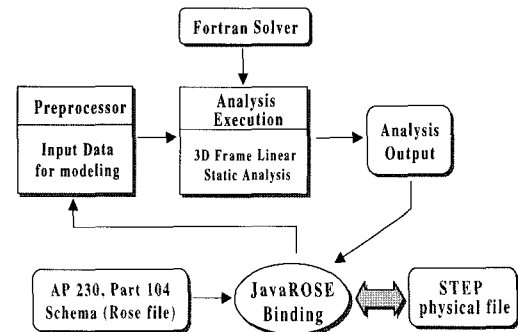 Fortran Solver
Preprocessor
Input Data
for modeling
Analysis
Execution
3D Frame Linear
Static Analysis
Analysis
Output
AP 230, Part 104
Schema (Rose file)
JavaROSE
Binding
STEP
physical file